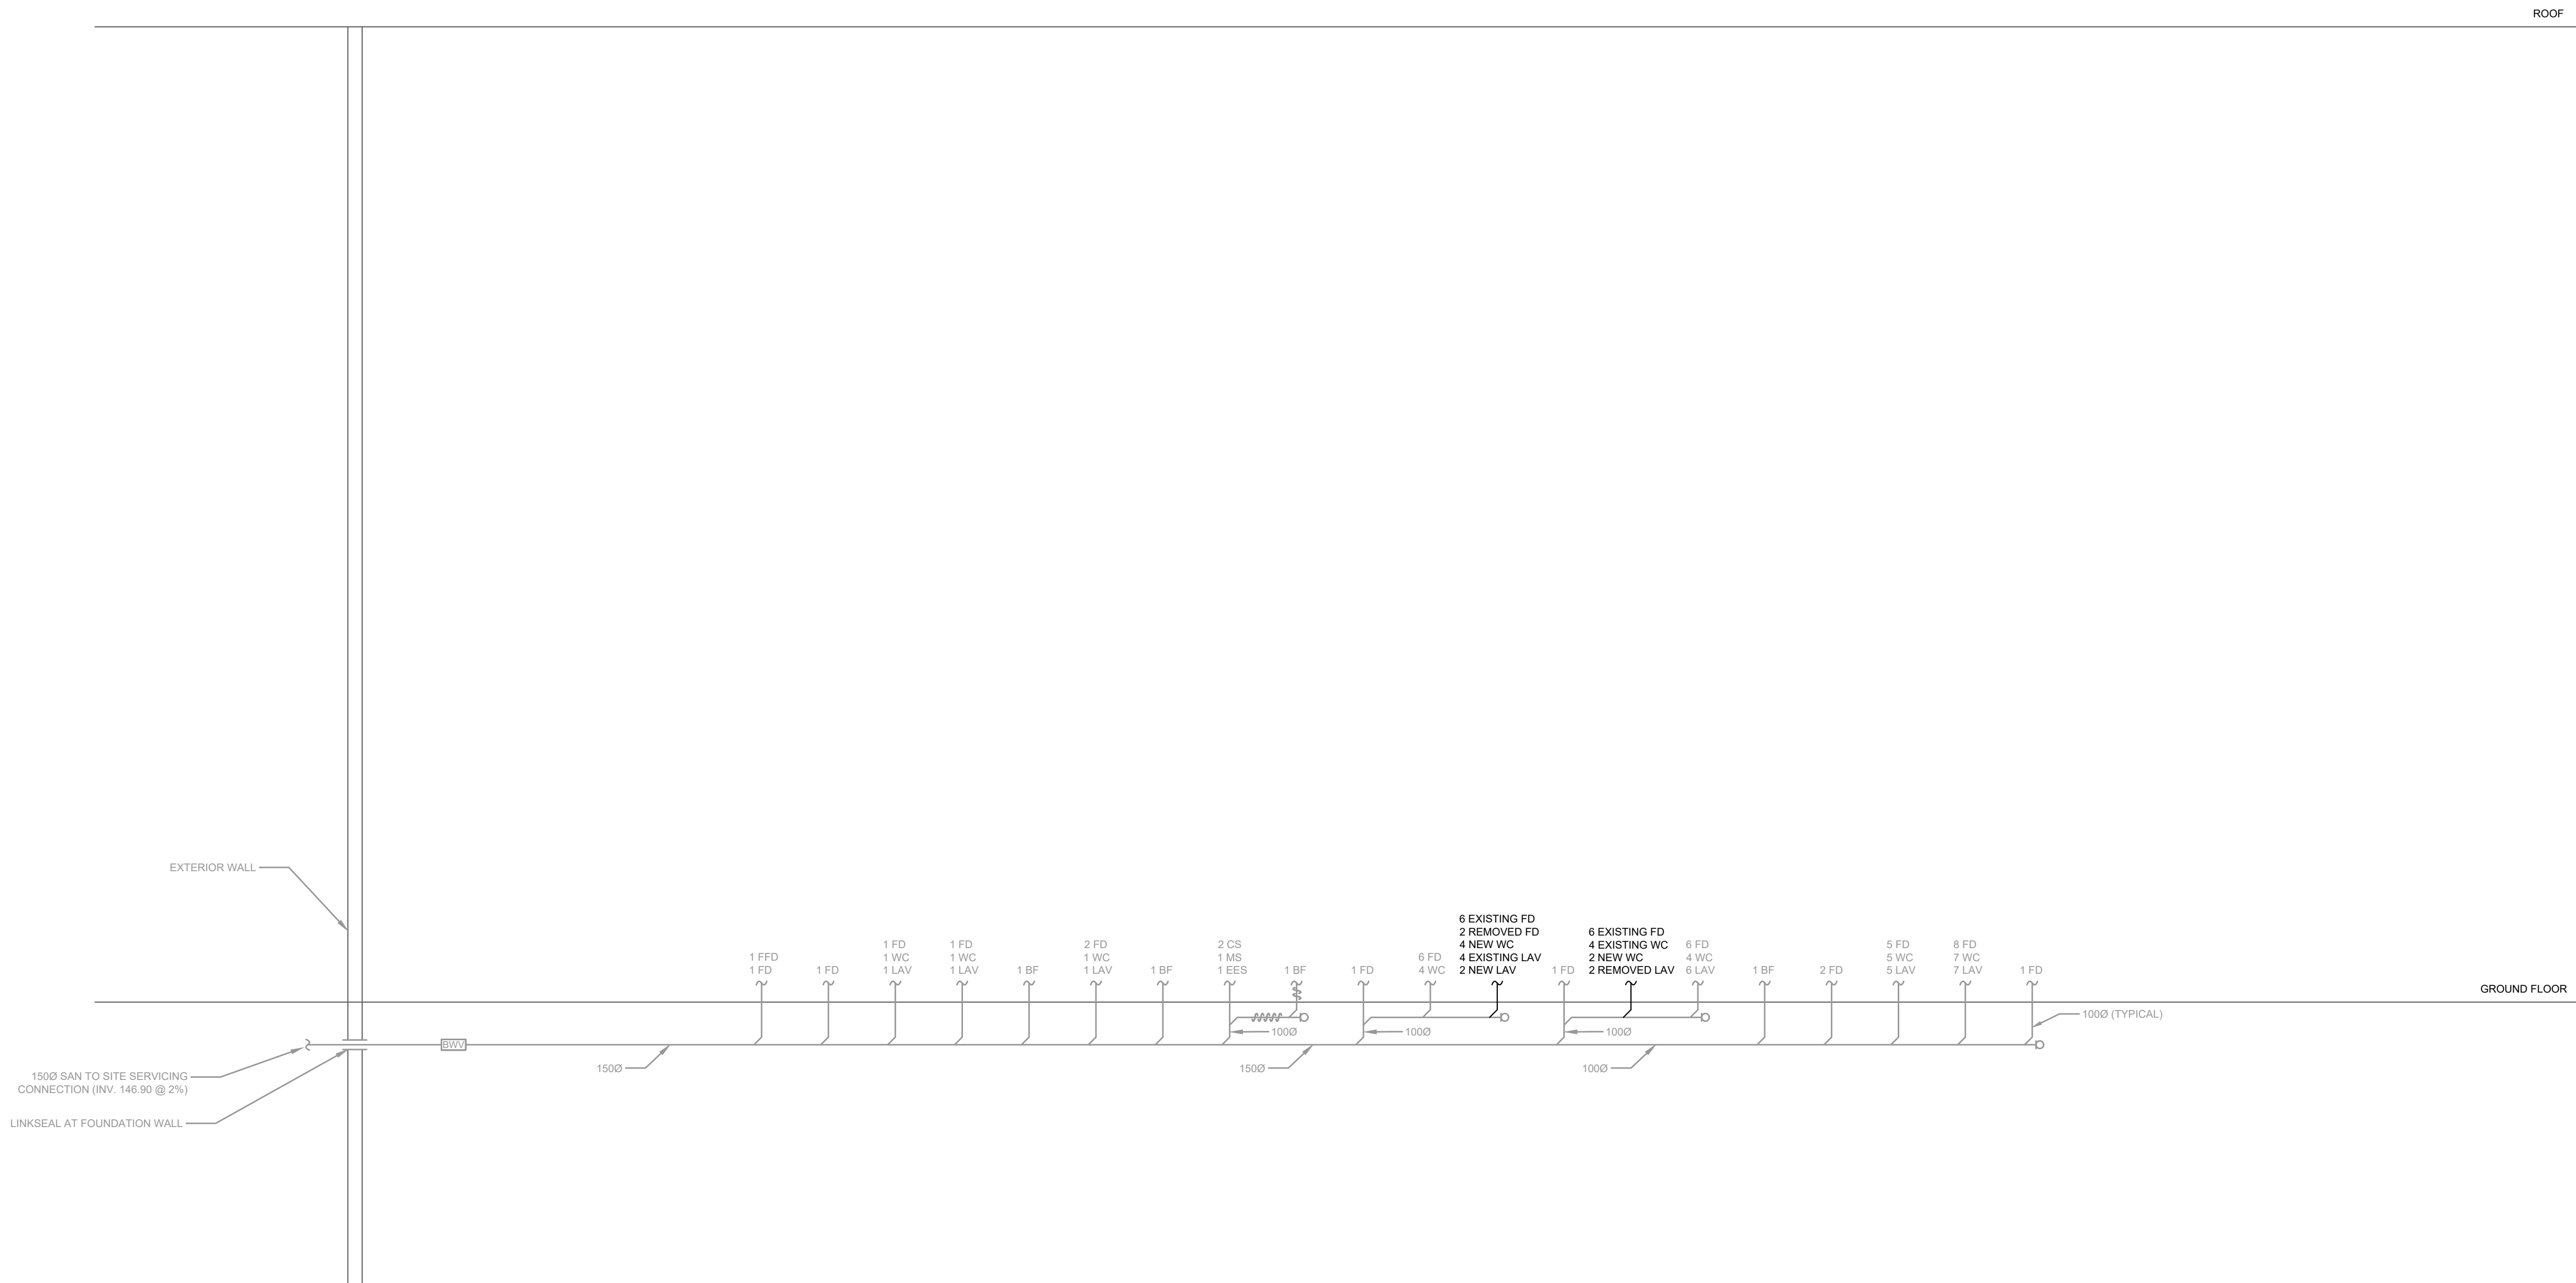 ROOF
EXTERIOR WALL
1 FFD
1 FD
1 FD
1 FD
1 WC
1 LAV
1 FD
1 WC
1 LAV
1 BF
2 FD
1 WC
1 LAV
1 BF
2 CS
1 MS
1 EES
1 BF
1 FD
6 FD
4 WC
6 EXISTING FD
2 REMOVED FD
4 NEW WC
4 EXISTING LAV
2 NEW LAV
1 FD
6 EXISTING FD
4 EXISTING WC
2 NEW WC
2 REMOVED LAV
6 FD
4 WC
6 LAV
1 BF
2 FD
5 FD
5 WC
5 LAV
8 FD
7 WC
7 LAV
1 FD
GROUND FLOOR
100Ø (TYPICAL)
100Ø
100Ø
100Ø
BWV
150Ø
150Ø
100Ø
150Ø SAN TO SITE SERVICING
CONNECTION (INV. 146.90 @ 2%)
LINKSEAL AT FOUNDATION WALL